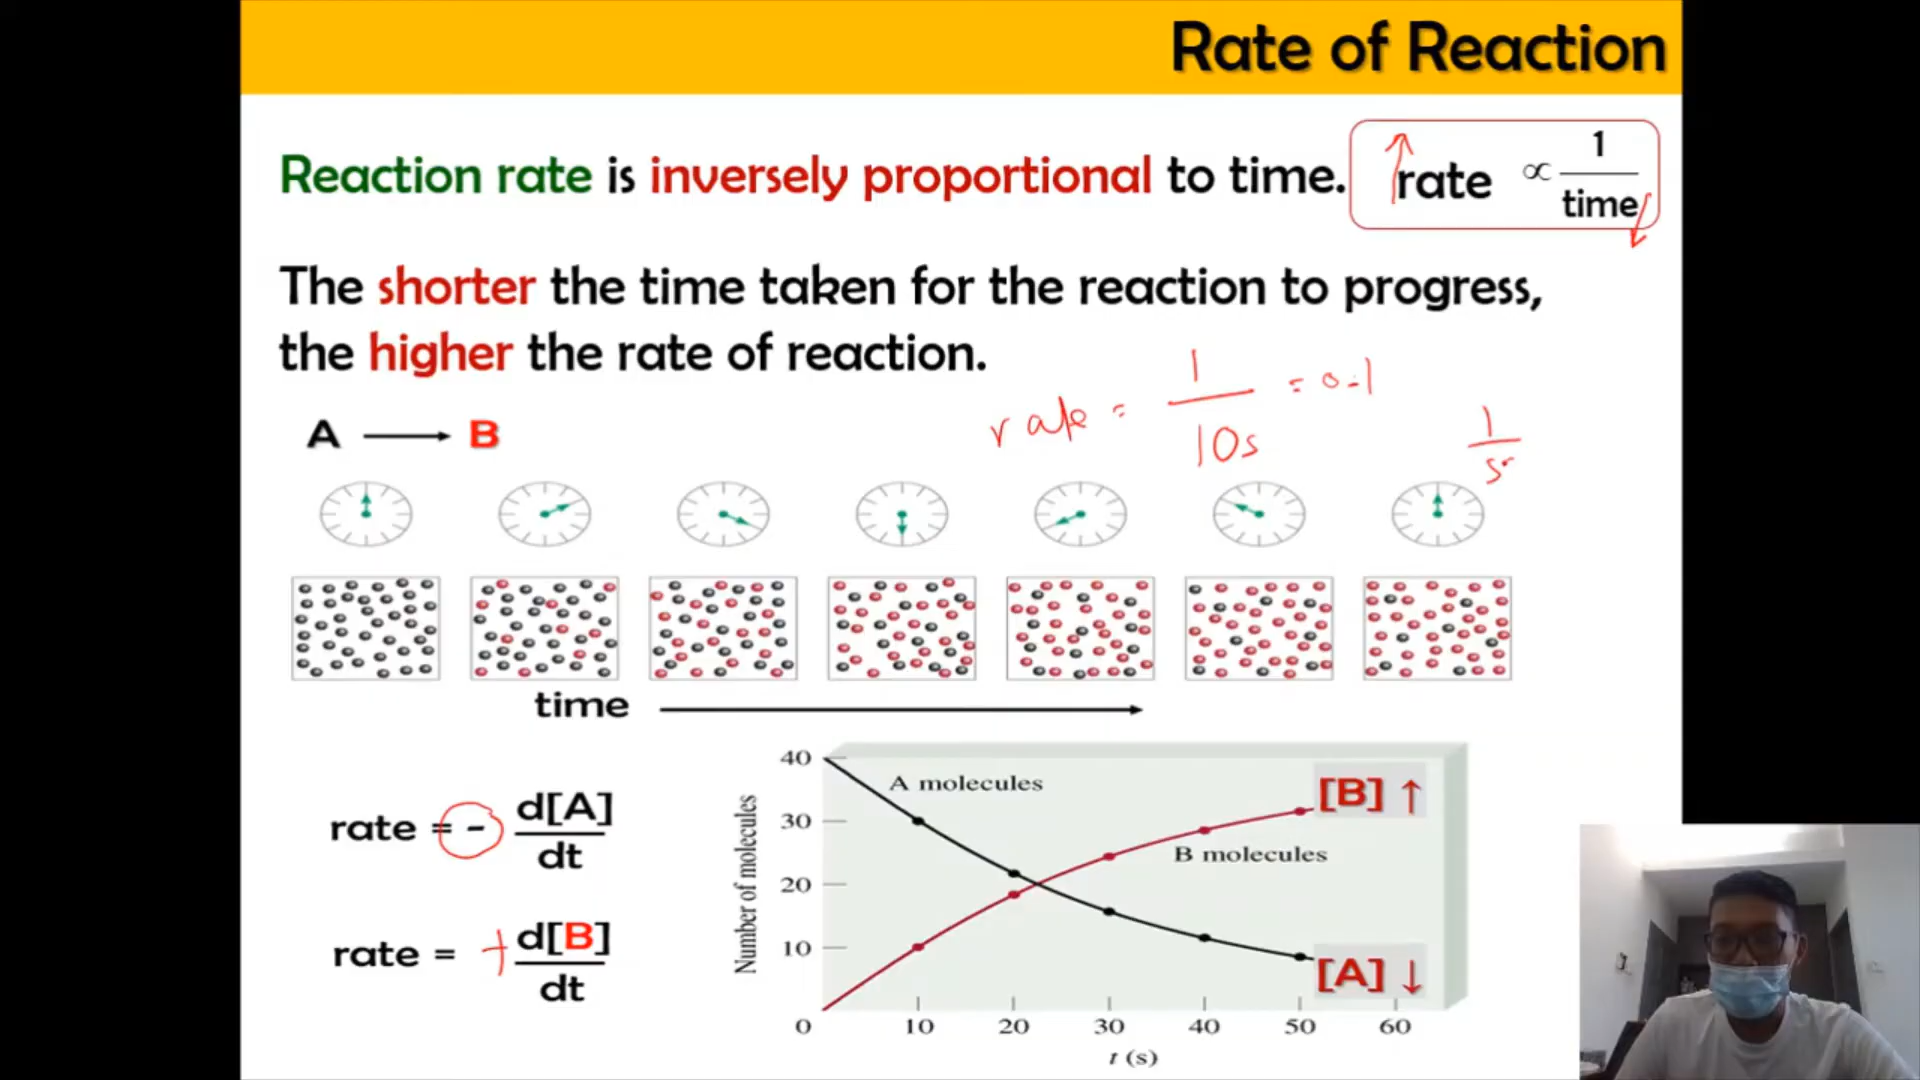 Rate of Reaction
Reaction rate is inversely proportional to time.
rate ∝ 1/time
The shorter the time taken for the reaction to progress,
the higher the rate of reaction.
rate = 1/10s = 0.1
1/s
A → B
time
rate = - d[A]/dt
rate = + d[B]/dt
Number of molecules
40
30
20
10
0
A molecules
B molecules
[B] ↑
[A] ↓
10 20 30 40 50 60
t (s)